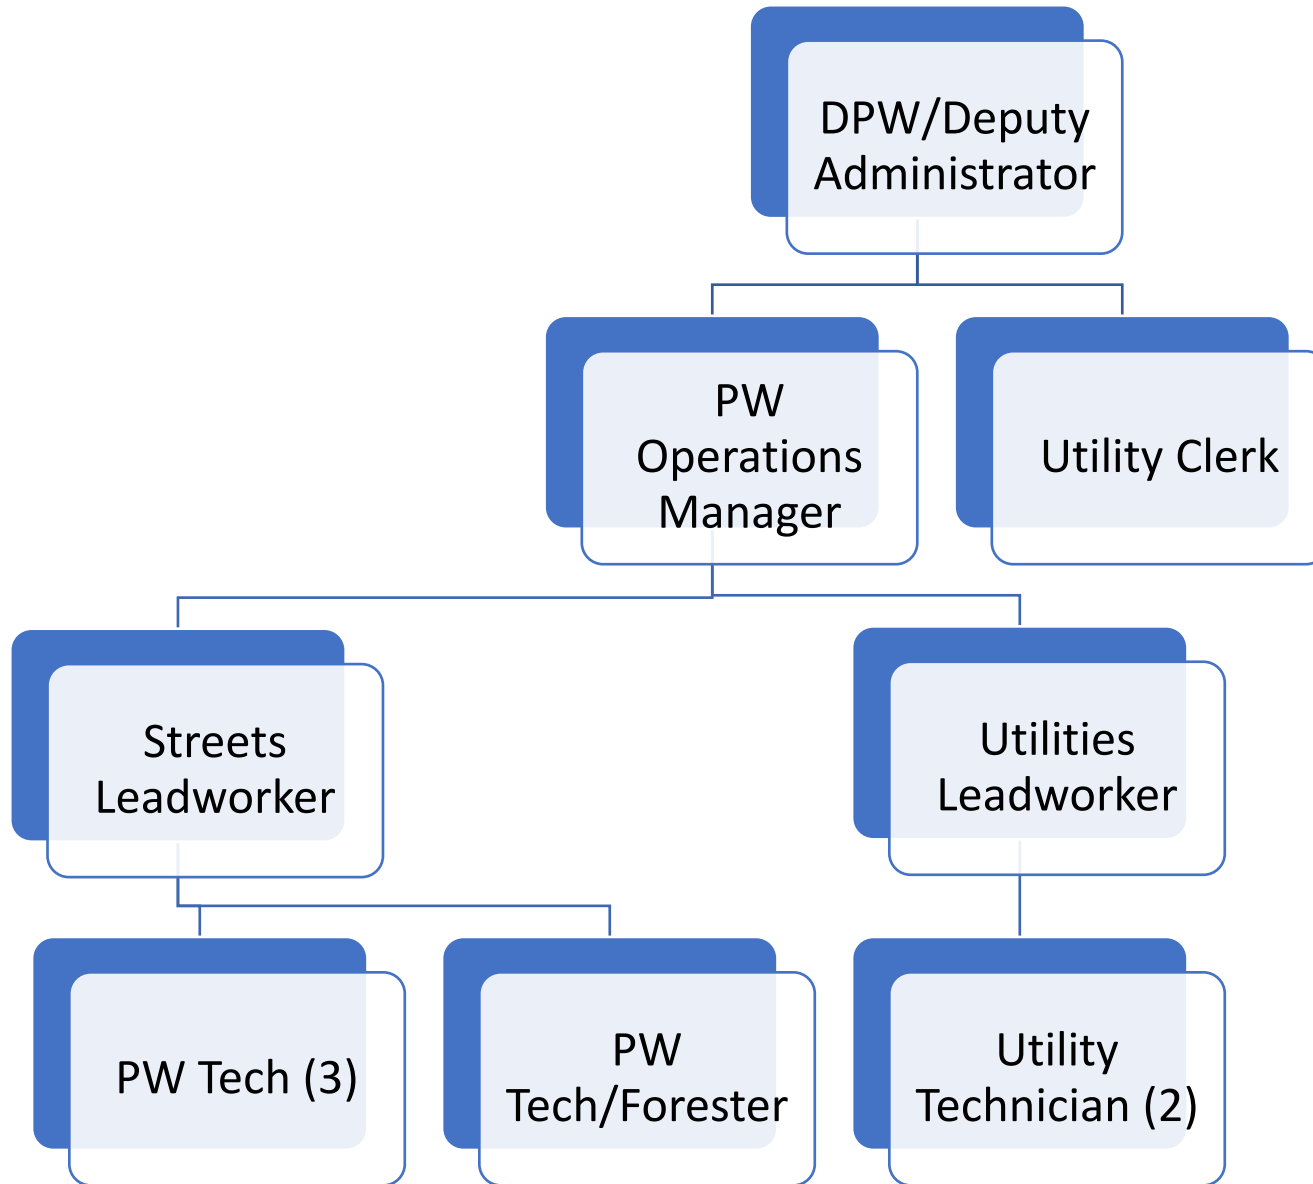 DPW/Deputy
Administrator
PW
Operations
Manager
Utility Clerk
Streets
Leadworker
Utilities
Leadworker
PW Tech (3)
PW
Tech/Forester
Utility
Technician (2)